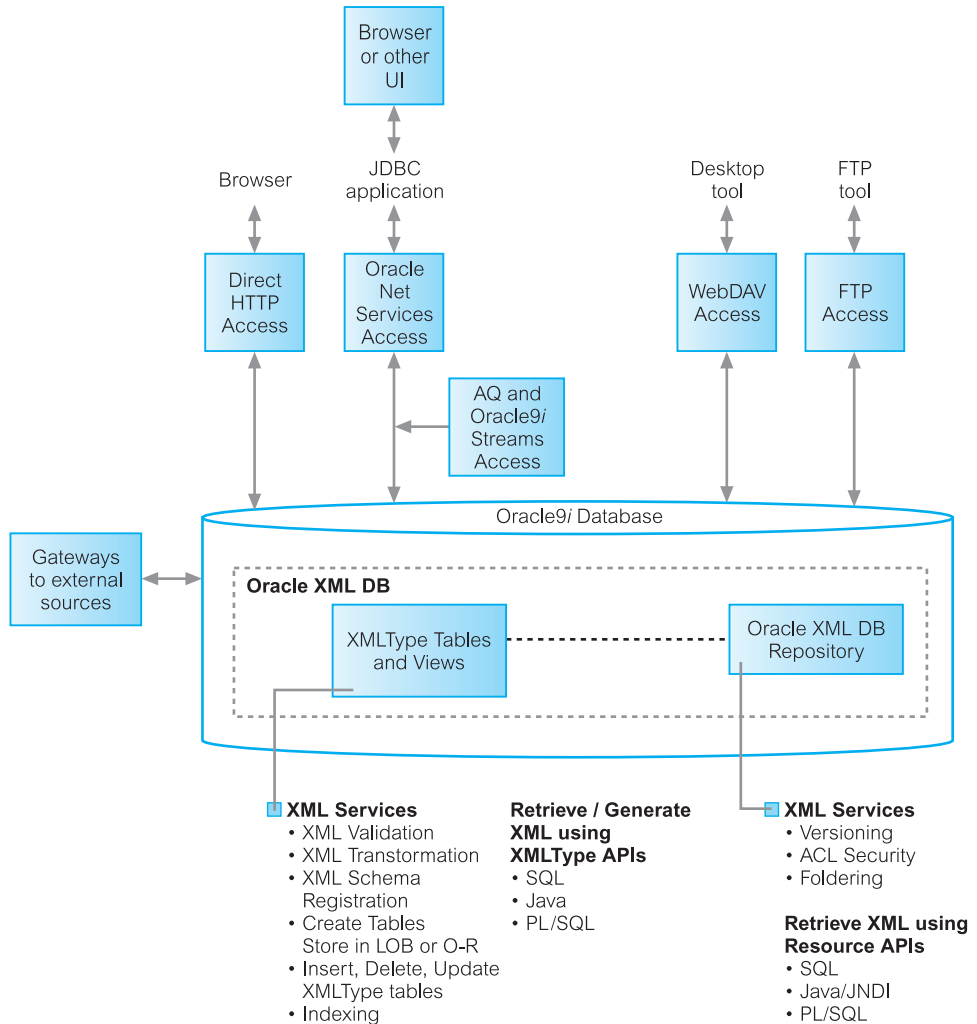 Browser
or other
UI
Browser
JDBC
application
Desktop
tool
FTP
tool
Direct
HTTP
Access
Oracle
Net
Services
Access
WebDAV
Access
FTP
Access
AQ and
Oracle9i
Streams
Access
Oracle9i Database
Gateways
to external
sources
Oracle XML DB
XMLType Tables
and Views
Oracle XML DB
Repository
XML Services
• XML Validation
• XML Transtormation
• XML Schema
Registration
• Create Tables
Store in LOB or O-R
• Insert, Delete, Update
XMLType tables
• Indexing
Retrieve / Generate
XML using
XMLType APIs
• SQL
• Java
• PL/SQL
XML Services
• Versioning
• ACL Security
• Foldering
Retrieve XML using
Resource APIs
• SQL
• Java/JNDI
• PL/SQL